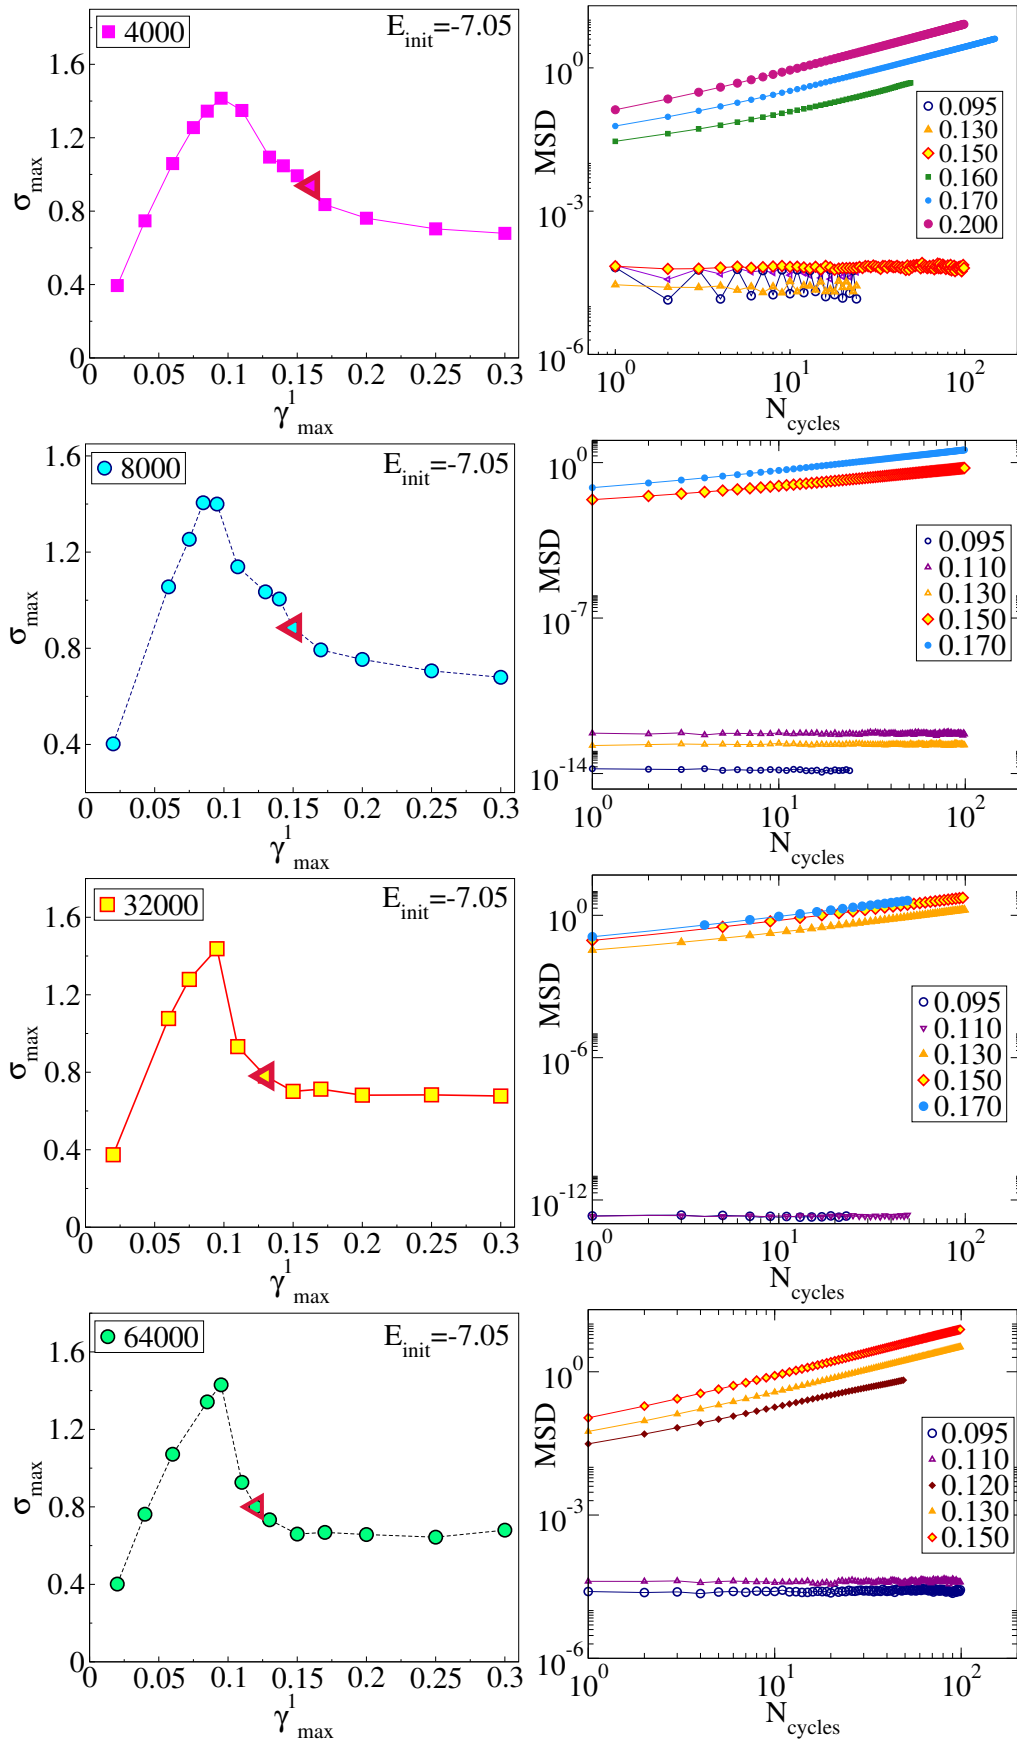 4000
E_init=-7.05
1.6
1.2
0.8
0.4
0
σ_max
0 0.05 0.1 0.15 0.2 0.25 0.3
γ^1_max
10^0
10^-3
10^-6
MSD
0.095
0.130
0.150
0.160
0.170
0.200
10^0 10^1 10^2
N_cycles
8000
E_init=-7.05
1.6
1.2
0.8
0.4
σ_max
0 0.05 0.1 0.15 0.2 0.25 0.3
γ^1_max
10^0
10^-7
10^-14
MSD
0.095
0.110
0.130
0.150
0.170
10^0 10^1 10^2
N_cycles
32000
E_init=-7.05
1.6
1.2
0.8
0.4
0
σ_max
0 0.05 0.1 0.15 0.2 0.25 0.3
γ^1_max
10^0
10^-6
10^-12
MSD
0.095
0.110
0.130
0.150
0.170
10^0 10^1 10^2
N_cycles
64000
E_init=-7.05
1.6
1.2
0.8
0.4
0
σ_max
0 0.05 0.1 0.15 0.2 0.25 0.3
γ^1_max
10^0
10^-3
10^-6
MSD
0.095
0.110
0.120
0.130
0.150
10^0 10^1 10^2
N_cycles